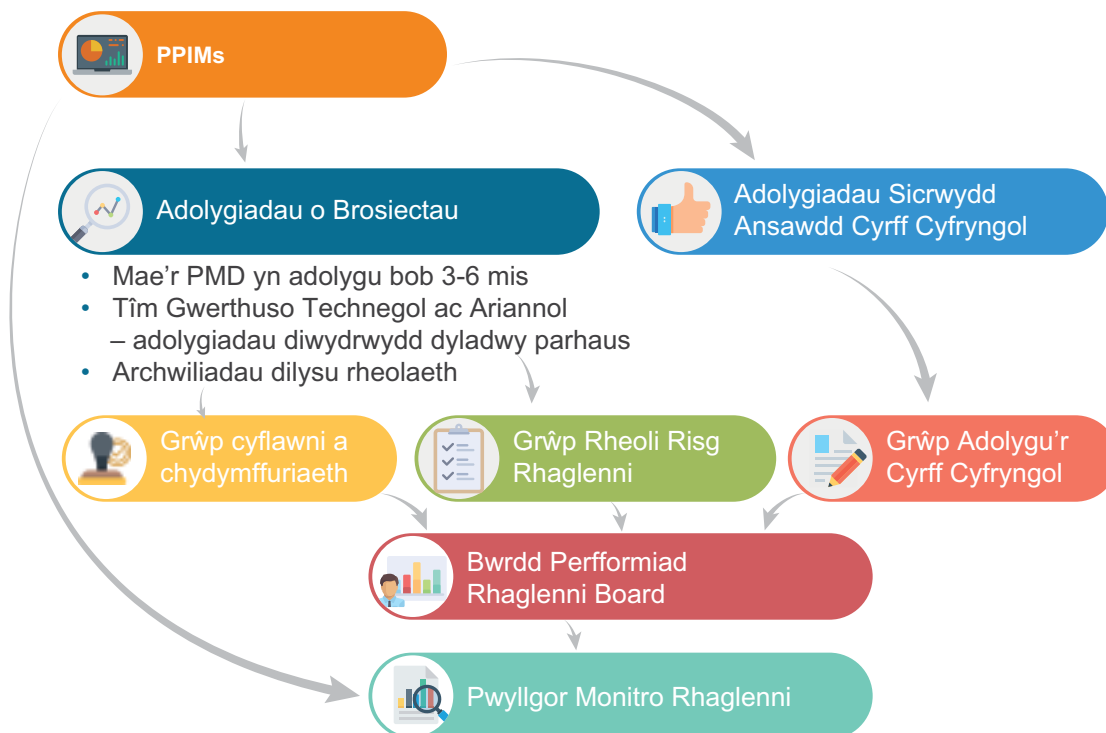 PPIMs
Adolygiadau o Brosiectau
Adolygiadau Sicrwydd
Ansawdd Cyrff Cyfryngol
• Mae'r PMD yn adolygu bob 3-6 mis
• Tîm Gwerthuso Technegol ac Ariannol
– adolygiadau diwydrwydd dyladwy parhaus
• Archwiliadau dilysu rheolaeth
Grŵp cyflawni a
chydymffuriaeth
Grŵp Rheoli Risg
Rhaglenni
Grŵp Adolygu'r
Cyrff Cyfryngol
Bwrdd Perfformiad
Rhaglenni Board
Pwyllgor Monitro Rhaglenni